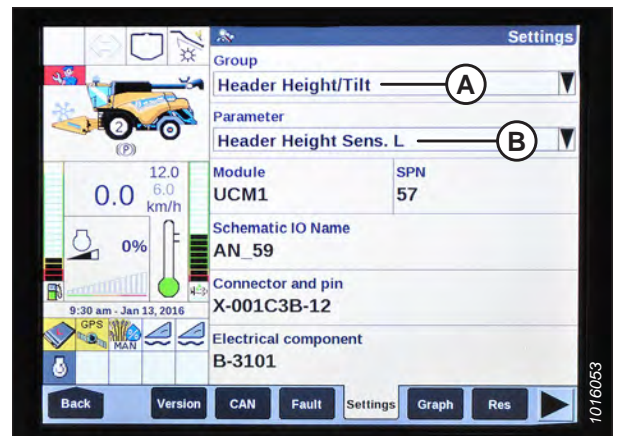 Settings
Group
Header Height/Tilt
A
Parameter
Header Height Sens. L
B
2
(P)
12.0
0.0
6.0
km/h
0%
Module
UCM1
SPN
57
Schematic IO Name
AN_59
Connector and pin
X-001C3B-12
Electrical component
B-3101
9:30 am - Jan 13, 2016
GPS
MAN
%
Back
Version
CAN
Fault
Settings
Graph
Res
1016053